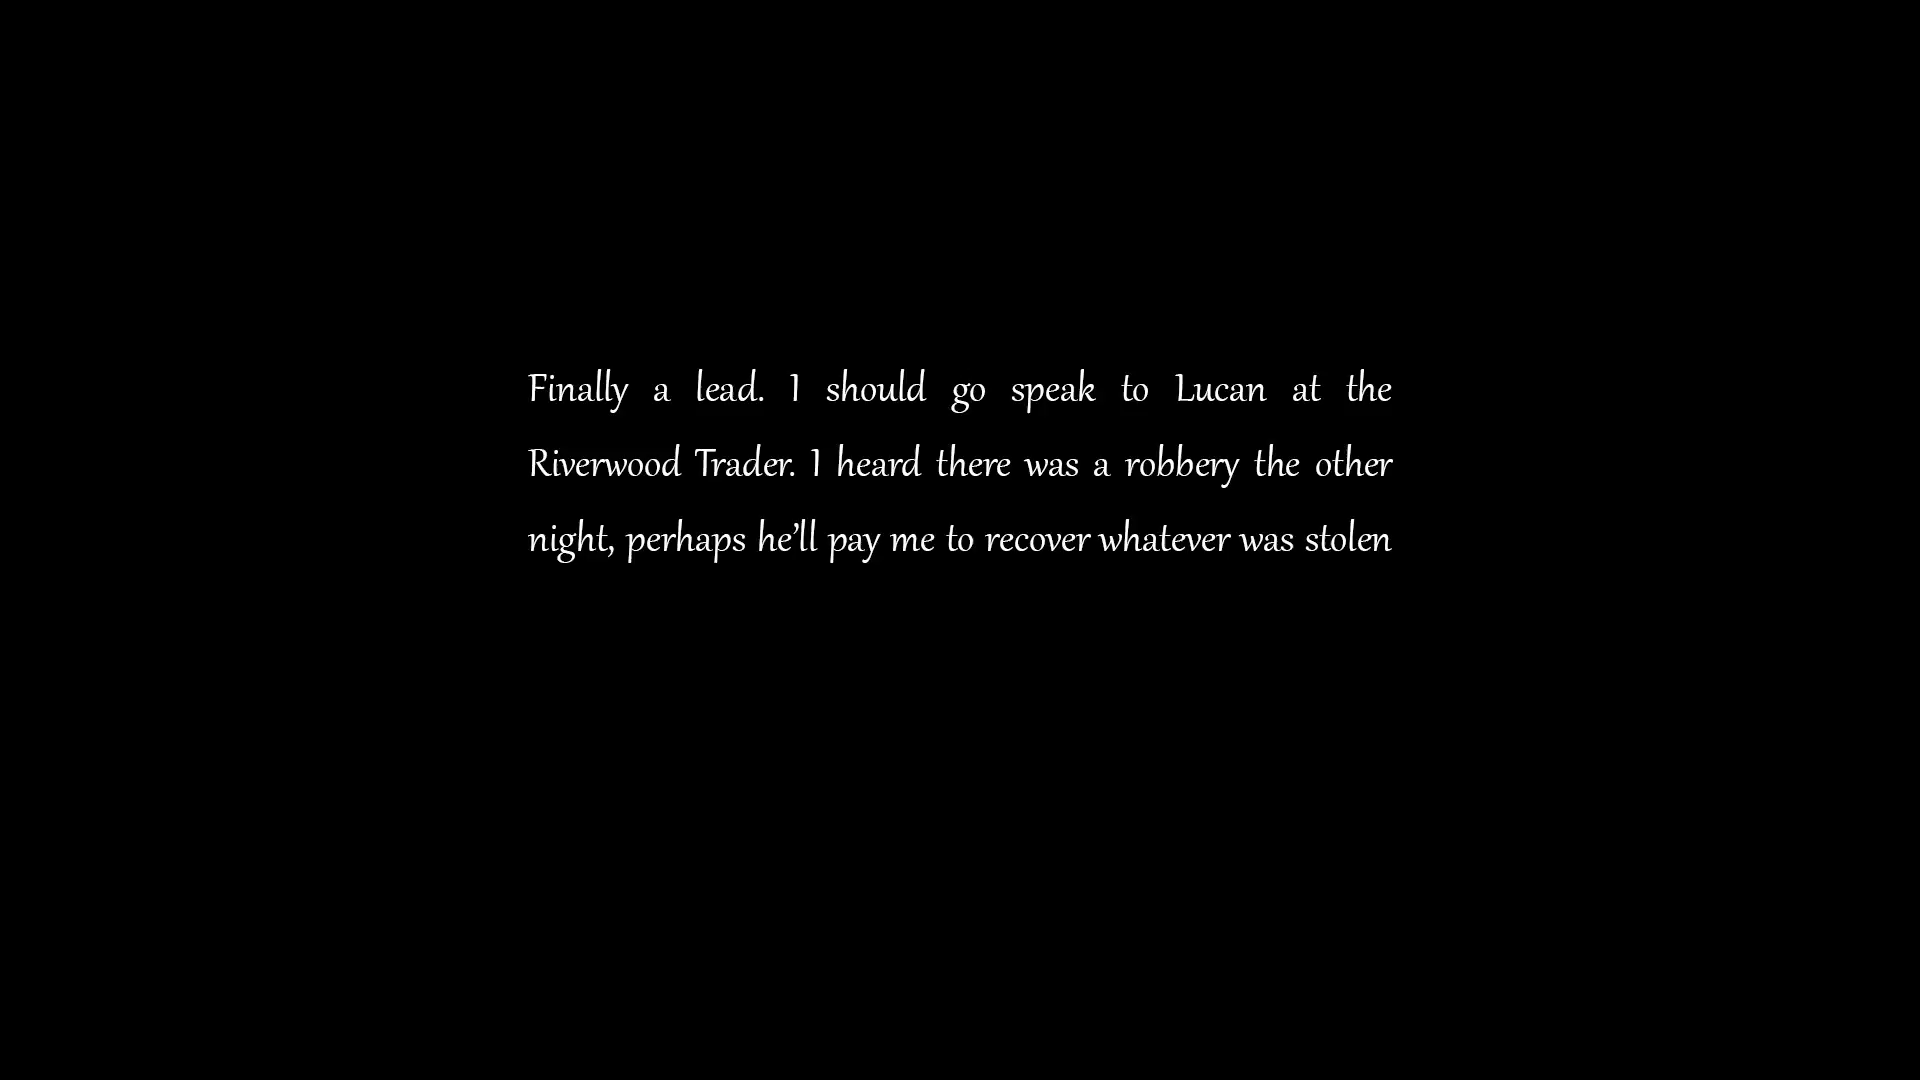 Finally a lead. I should go speak to Lucan at the
Riverwood Trader. I heard there was a robbery the other
night, perhaps he’ll pay me to recover whatever was stolen